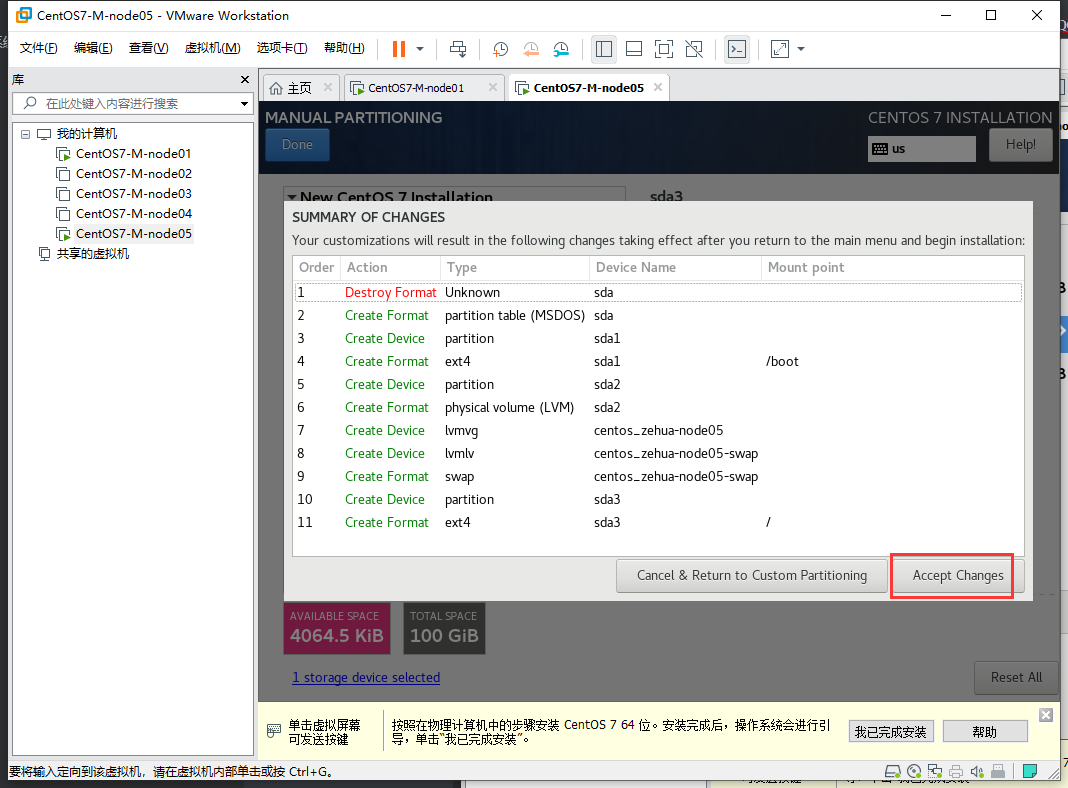 CentOS7-M-node05 - VMware Workstation
文件(F) 编辑(E) 查看(V) 虚拟机(M) 选项卡(T) 帮助(H)
库
在此处键入内容进行搜索
我的计算机
CentOS7-M-node01
CentOS7-M-node02
CentOS7-M-node03
CentOS7-M-node04
CentOS7-M-node05
共享的虚拟机
主页 CentOS7-M-node01 CentOS7-M-node05
MANUAL PARTITIONING
CENTOS 7 INSTALLATION
Done
us
Help!
New CentOS 7 Installation
sda3
SUMMARY OF CHANGES
Your customizations will result in the following changes taking effect after you return to the main menu and begin installation:
Order Action Type Device Name Mount point
1 Destroy Format Unknown sda
2 Create Format partition table (MSDOS) sda
3 Create Device partition sda1
4 Create Format ext4 sda1 /boot
5 Create Device partition sda2
6 Create Format physical volume (LVM) sda2
7 Create Device lvmvg centos_zehua-node05
8 Create Device lvmlv centos_zehua-node05-swap
9 Create Format swap centos_zehua-node05-swap
10 Create Device partition sda3
11 Create Format ext4 sda3 /
Cancel & Return to Custom Partitioning
Accept Changes
AVAILABLE SPACE
4064.5 KiB
TOTAL SPACE
100 GiB
1 storage device selected
Reset All
单击虚拟屏幕
可发送按键
按照在物理计算机中的步骤安装 CentOS 7 64 位。安装完成后，操作系统会进行引
导，单击“我已完成安装”。
我已完成安装
帮助
要将输入定向到该虚拟机，请在虚拟机内部单击或按 Ctrl+G。